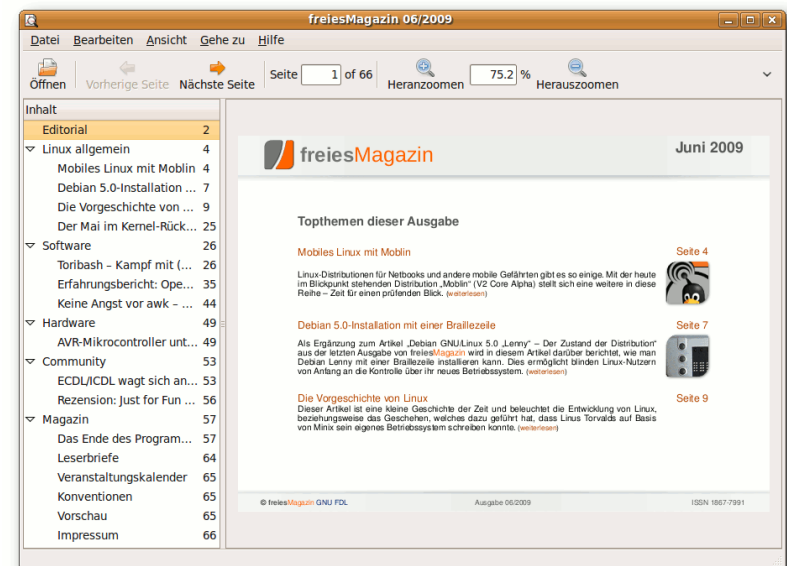 freiesMagazin 06/2009
Datei Bearbeiten Ansicht Gehe zu Hilfe
Öffnen Vorherige Seite Nächste Seite Seite 1 of 66 Heranzoomen 75.2 % Herauszoomen
Inhalt
Editorial 2
Linux allgemein 4
Mobiles Linux mit Moblin 4
Debian 5.0-Installation ... 7
Die Vorgeschichte von ... 9
Der Mai im Kernel-Rück... 25
Software 26
Toribash – Kampf mit (... 26
Erfahrungsbericht: Ope... 35
Keine Angst vor awk – ... 44
Hardware 49
AVR-Mikrocontroller unt... 49
Community 53
ECDL/ICDL wagt sich an... 53
Rezension: Just for Fun ... 56
Magazin 57
Das Ende des Program... 57
Leserbriefe 64
Veranstaltungskalender 65
Konventionen 65
Vorschau 65
Impressum 66
freiesMagazin Juni 2009
Topthemen dieser Ausgabe
Mobiles Linux mit Moblin Seite 4
Linux-Distributionen für Netbooks und andere mobile Gefährten gibt es so einige. Mit der heute
im Blickpunkt stehenden Distribution „Moblin“ (V2 Core Alpha) stellt sich eine weitere in diese
Reihe – Zeit für einen prüfenden Blick. (weiterlesen)
Debian 5.0-Installation mit einer Braillezeile Seite 7
Als Ergänzung zum Artikel „Debian GNU/Linux 5.0 „Lenny“ – Der Zustand der Distribution“
aus der letzten Ausgabe von freiesMagazin wird in diesem Artikel darüber berichtet, wie man
Debian Lenny mit einer Braillezeile installieren kann. Dies ermöglicht blinden Linux-Nutzern
von Anfang an die Kontrolle über ihr neues Betriebssystem. (weiterlesen)
Die Vorgeschichte von Linux Seite 9
Dieser Artikel ist eine kleine Geschichte der Zeit und beleuchtet die Entwicklung von Linux,
beziehungsweise das Geschehen, welches dazu geführt hat, dass Linus Torvalds auf Basis
von Minix sein eigenes Betriebssystem schreiben konnte. (weiterlesen)
© freiesMagazin GNU FDL Ausgabe 06/2009 ISSN 1867-7991